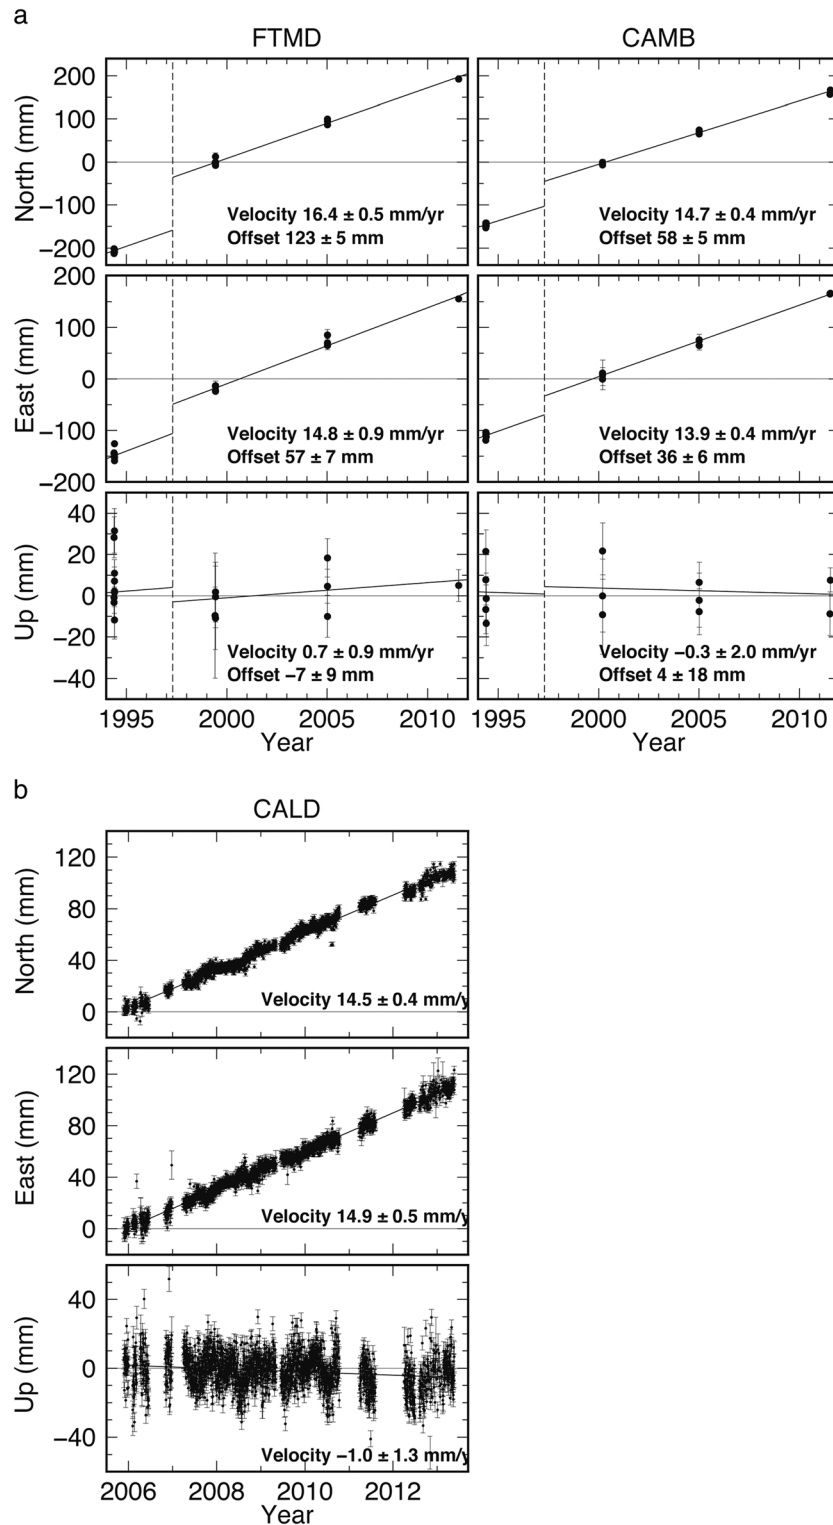 a
FTMD CAMB
North (mm)
200
100
0
−100
−200
Velocity 16.4 ± 0.5 mm/yr
Offset 123 ± 5 mm
Velocity 14.7 ± 0.4 mm/yr
Offset 58 ± 5 mm
East (mm)
200
100
0
−100
−200
Velocity 14.8 ± 0.9 mm/yr
Offset 57 ± 7 mm
Velocity 13.9 ± 0.4 mm/yr
Offset 36 ± 6 mm
Up (mm)
40
20
0
−20
−40
Velocity 0.7 ± 0.9 mm/yr
Offset −7 ± 9 mm
Velocity −0.3 ± 2.0 mm/yr
Offset 4 ± 18 mm
1995 2000 2005 2010 1995 2000 2005 2010
Year Year
b
CALD
North (mm)
120
80
40
0
Velocity 14.5 ± 0.4 mm/y
East (mm)
120
80
40
0
Velocity 14.9 ± 0.5 mm/y
Up (mm)
40
0
−40
Velocity −1.0 ± 1.3 mm/y
2006 2008 2010 2012
Year